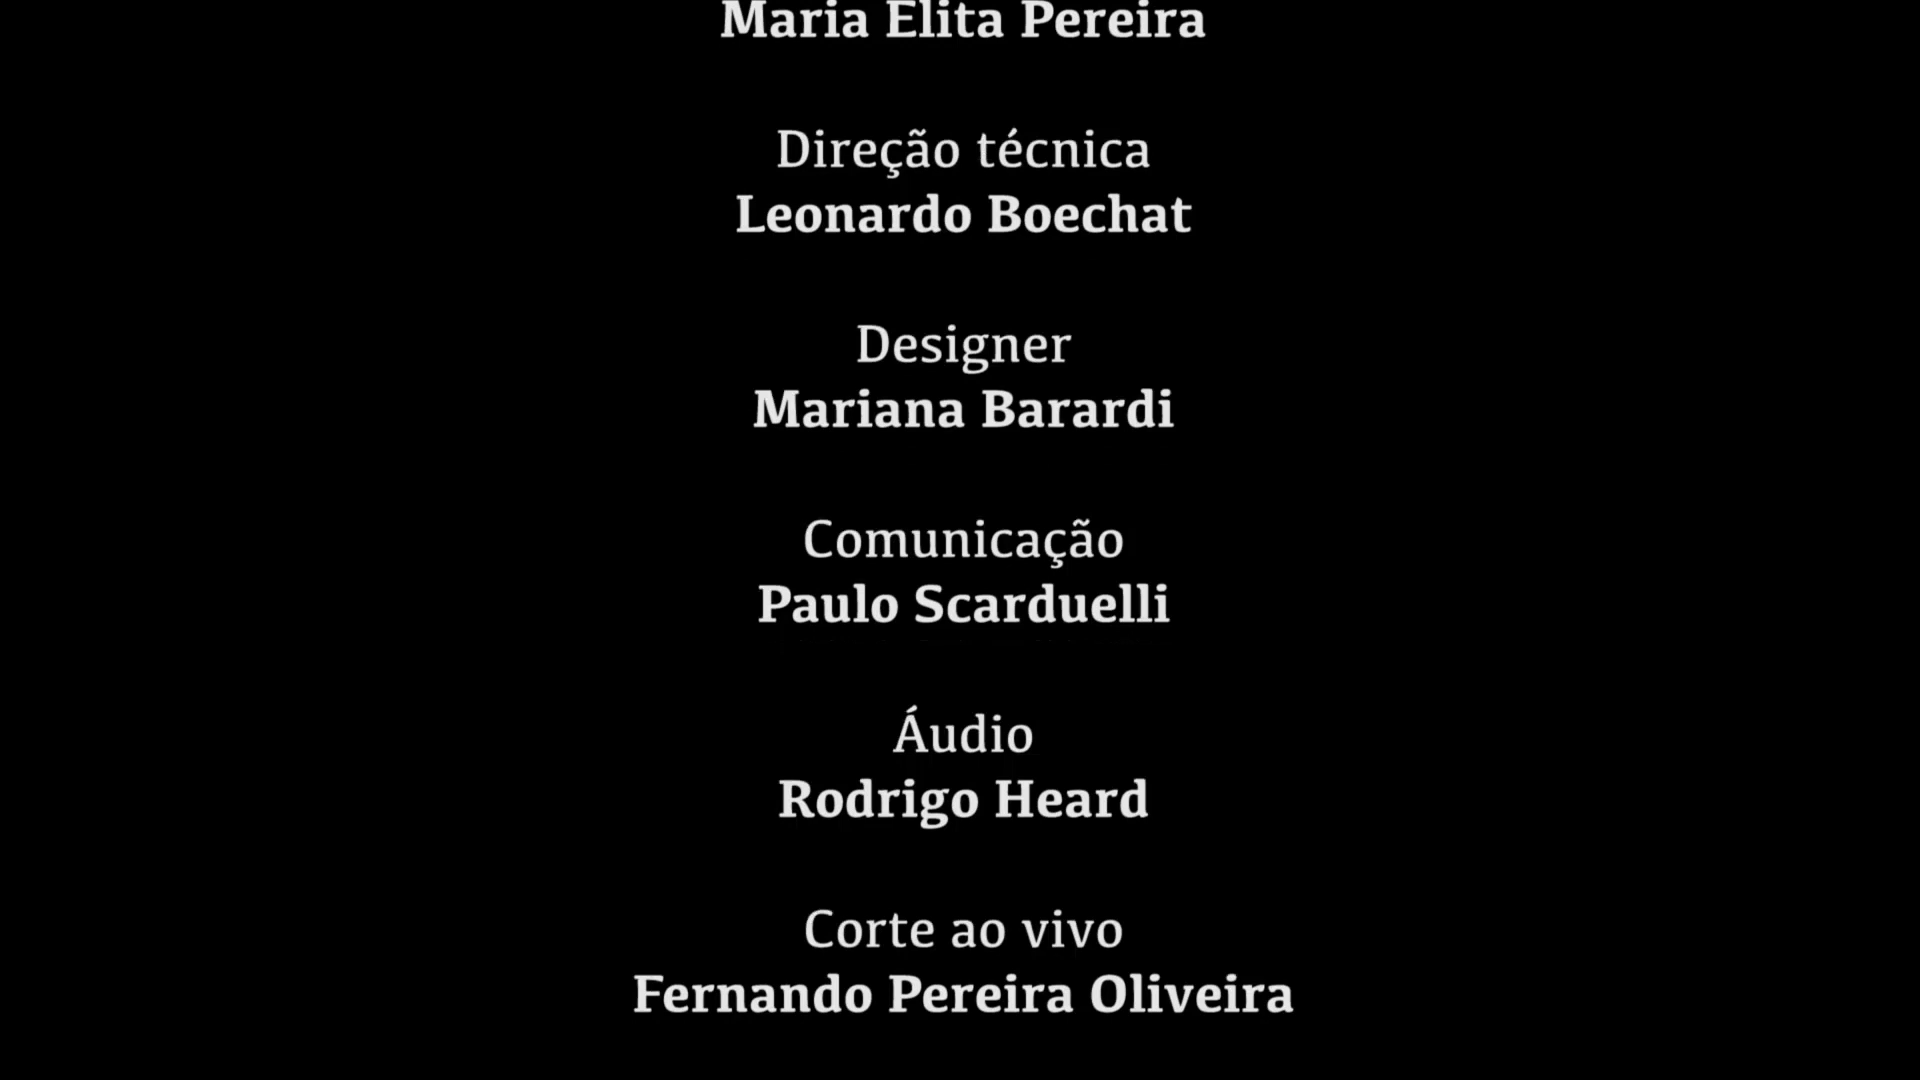 Maria Elita Pereira
Direção técnica
Leonardo Boechat
Designer
Mariana Barardi
Comunicação
Paulo Scarduelli
Áudio
Rodrigo Heard
Corte ao vivo
Fernando Pereira Oliveira